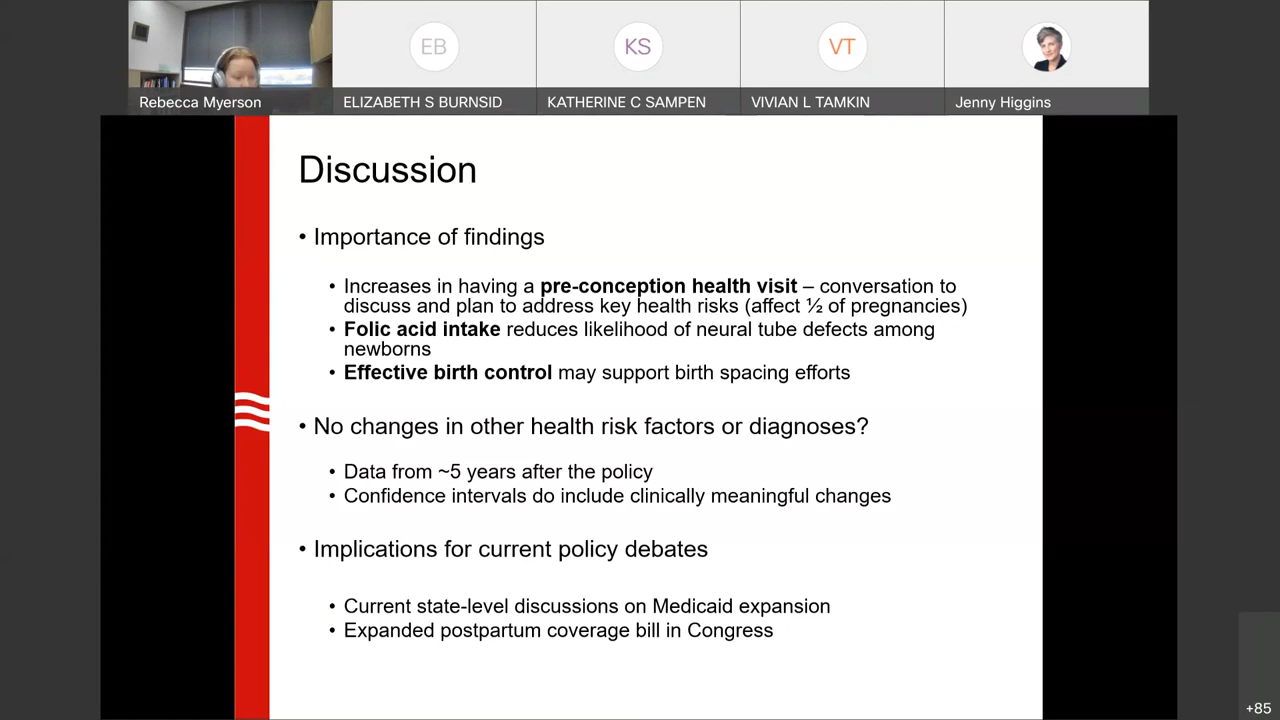 EB
KS
VT
Rebecca Myerson
ELIZABETH S BURNSID
KATHERINE C SAMPEN
VIVIAN L TAMKIN
Jenny Higgins
Discussion
• Importance of findings
• Increases in having a pre-conception health visit – conversation to
discuss and plan to address key health risks (affect ½ of pregnancies)
• Folic acid intake reduces likelihood of neural tube defects among
newborns
• Effective birth control may support birth spacing efforts
• No changes in other health risk factors or diagnoses?
• Data from ~5 years after the policy
• Confidence intervals do include clinically meaningful changes
• Implications for current policy debates
• Current state-level discussions on Medicaid expansion
• Expanded postpartum coverage bill in Congress
+85